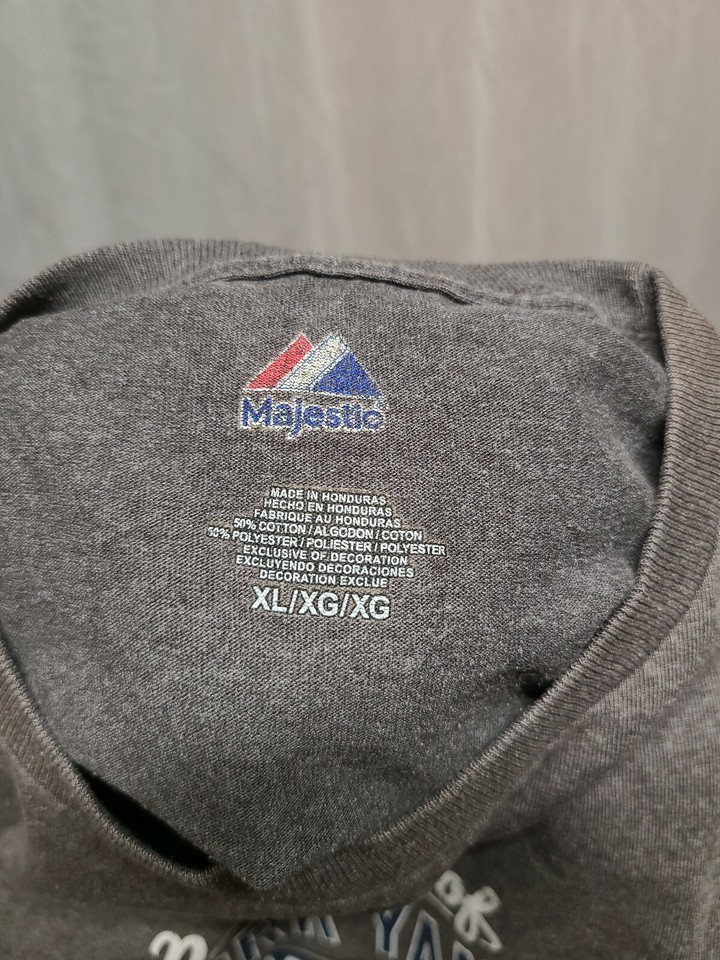 Majestic
MADE IN HONDURAS
HECHO EN HONDURAS
FABRIQUE AU HONDURAS
50% COTTON / ALGODON / COTON
50% POLYESTER / POLIESTER / POLYESTER
EXCLUSIVE OF DECORATION
EXCLUYENDO DECORACIONES
DECORATION EXCLUE
XL/XG/XG
of